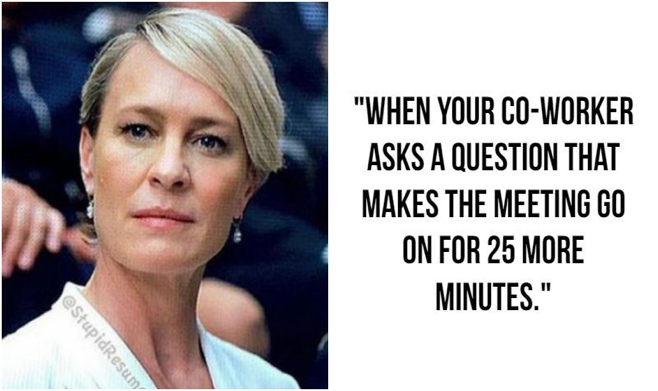 @StupidResum
"WHEN YOUR CO-WORKER
ASKS A QUESTION THAT
MAKES THE MEETING GO
ON FOR 25 MORE
MINUTES."